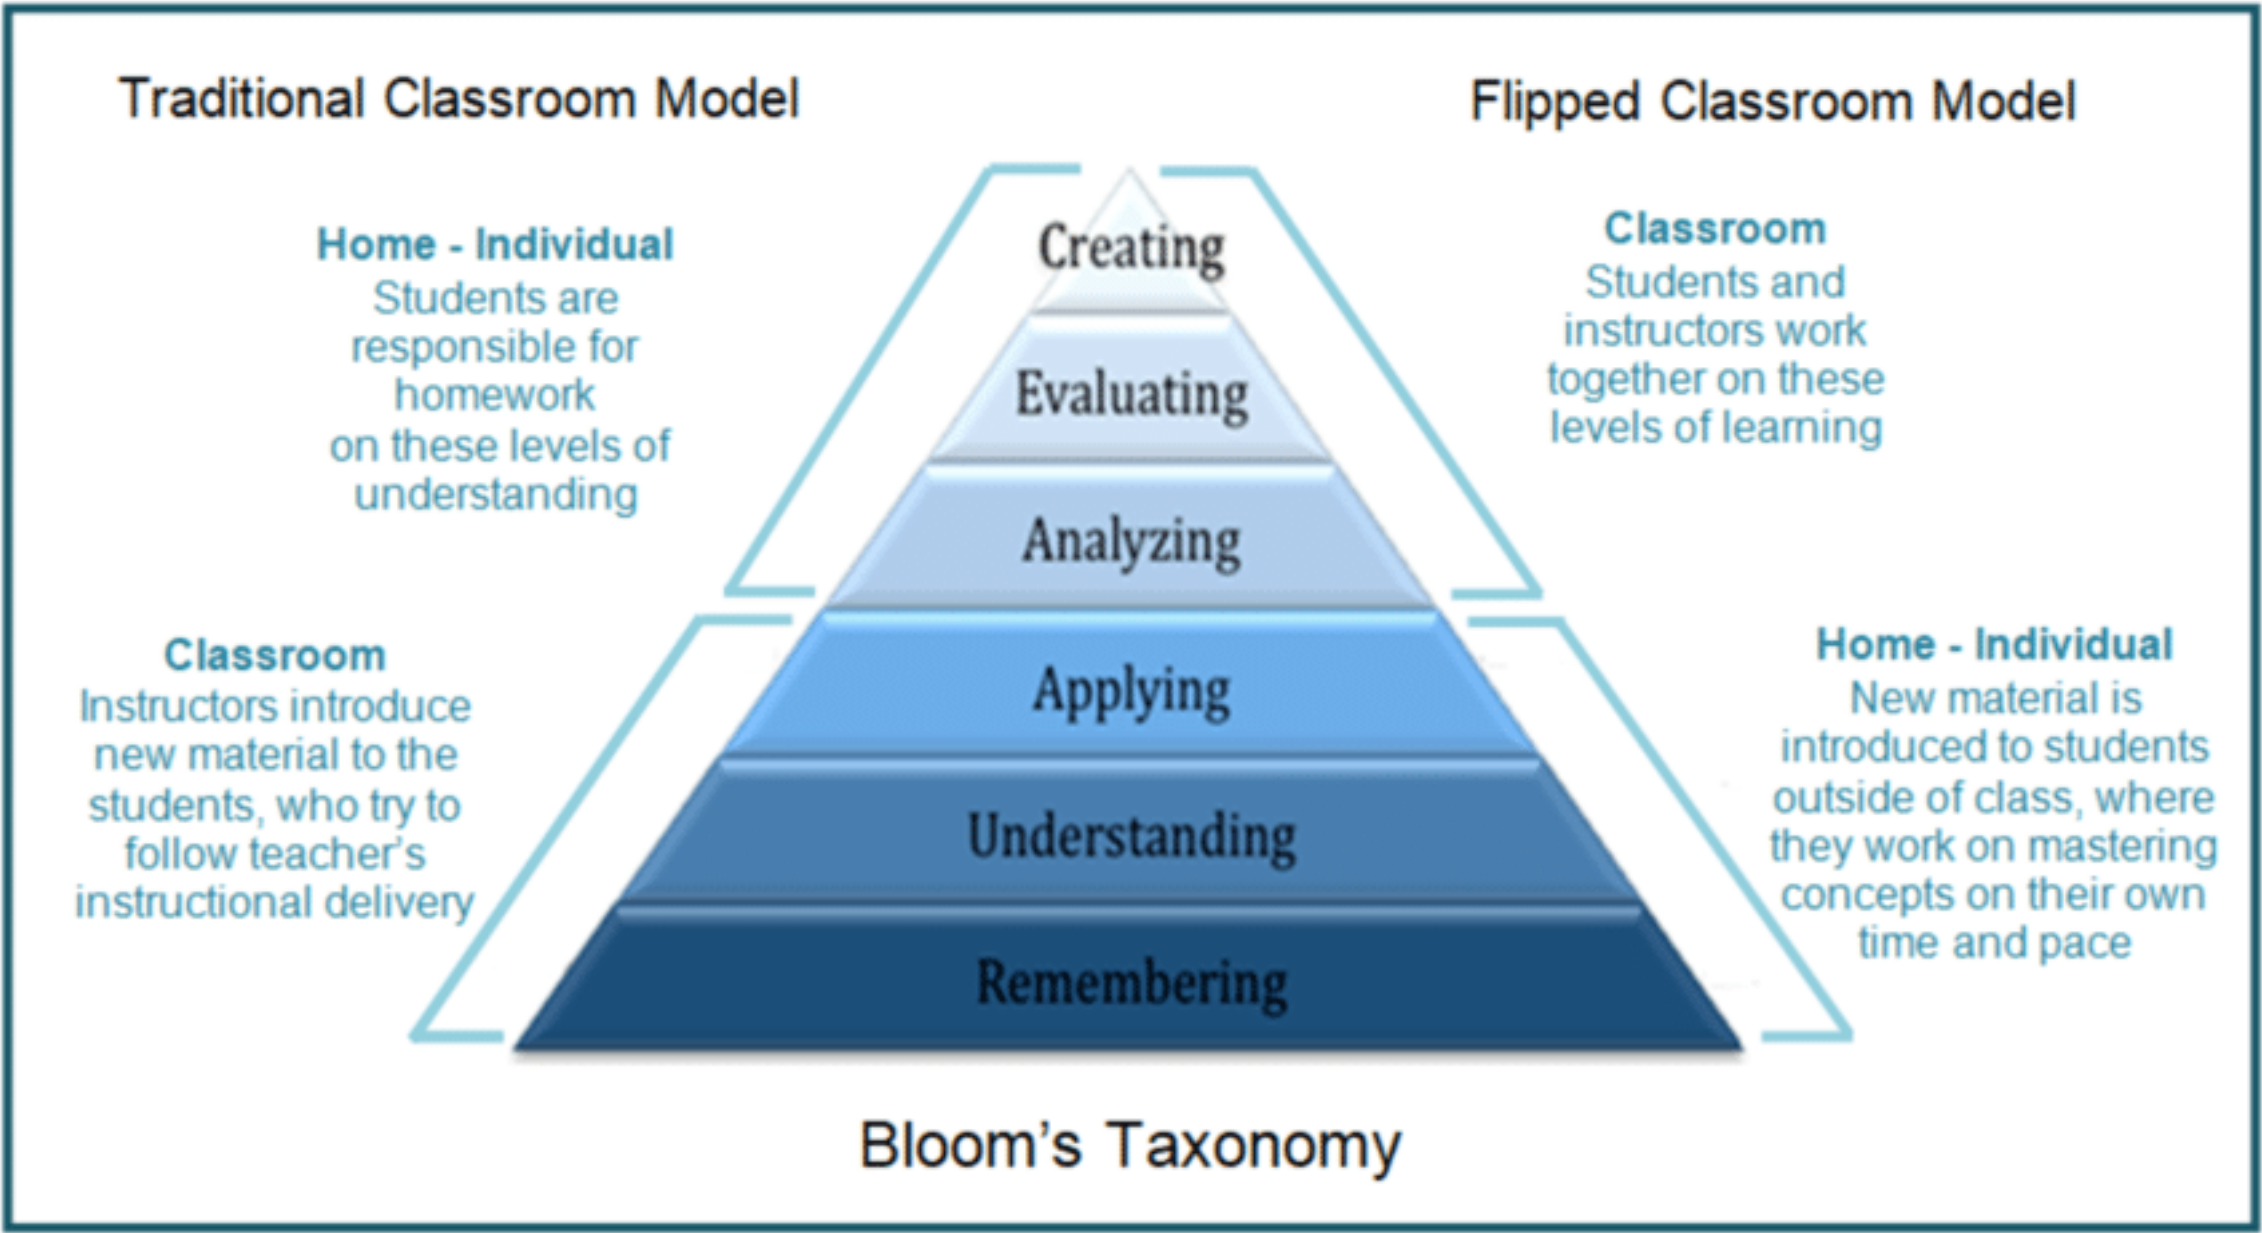 Traditional Classroom Model
Flipped Classroom Model
Home - Individual
Students are
responsible for
homework
on these levels of
understanding
Classroom
Instructors introduce
new material to the
students, who try to
follow teacher’s
instructional delivery
Creating
Evaluating
Analyzing
Applying
Understanding
Remembering
Classroom
Students and
instructors work
together on these
levels of learning
Home - Individual
New material is
introduced to students
outside of class, where
they work on mastering
concepts on their own
time and pace
Bloom’s Taxonomy